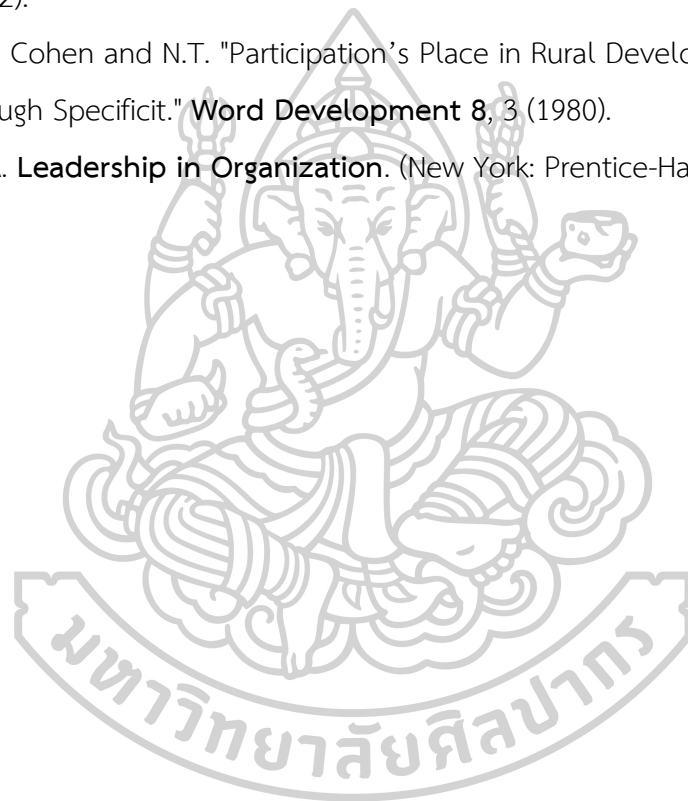 2).
Cohen and N.T. "Participation's Place in Rural Develo
ugh Specificit." Word Development 8, 3 (1980).
. Leadership in Organization. (New York: Prentice-Ha
มหาวิทยาลัยศิลปากร